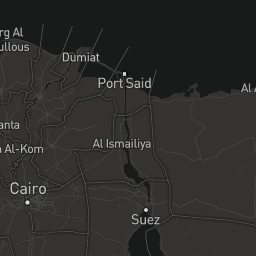 rg Al
ullous
Dumiat
Port Said
Al A
anta
n Al-Kom
Al Ismailiya
Cairo
Suez